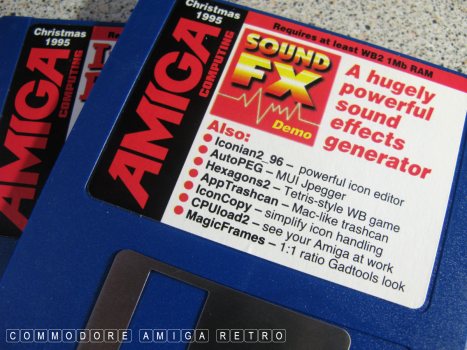 Christmas
1995
AMIGA
COMPUTING
Christmas
1995
AMIGA
COMPUTING
Requires at least WB2 1Mb RAM
SOUND
FX
Demo
A hugely
powerful
sound
effects
generator
Also:
Iconian2_96 – powerful icon editor
AutoPEG – MUI Jpegger
Hexagons2 – Tetris-style WB game
AppTrashcan – Mac-like trashcan
IconCopy – simplify icon handling
CPUload2 – see your Amiga at work
MagicFrames – 1:1 ratio Gadtools look
COMMODORE AMIGA RETRO